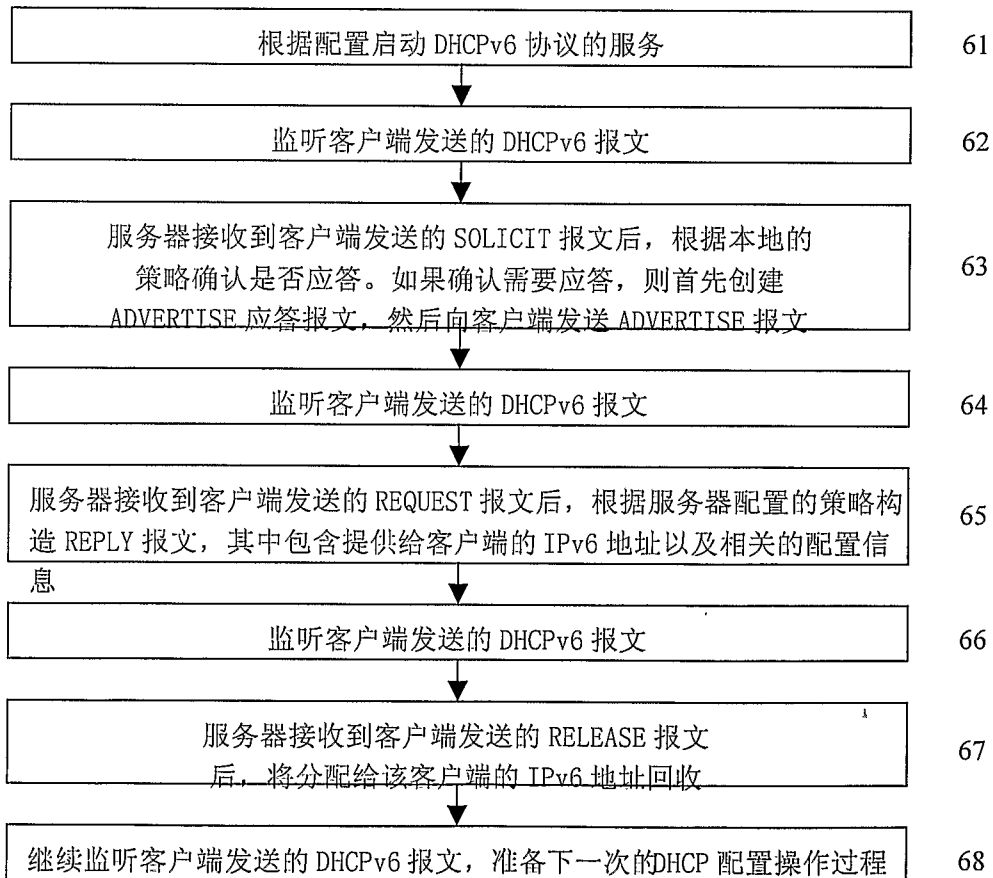 根据配置启动 DHCPv6 协议的服务
61
监听客户端发送的 DHCPv6 报文
62
服务器接收到客户端发送的 SOLICIT 报文后，根据本地的
策略确认是否应答。如果确认需要应答，则首先创建
ADVERTISE 应答报文，然后向客户端发送 ADVERTISE 报文
63
监听客户端发送的 DHCPv6 报文
64
服务器接收到客户端发送的 REQUEST 报文后，根据服务器配置的策略构
造 REPLY 报文，其中包含提供给客户端的 IPv6 地址以及相关的配置信
息
65
监听客户端发送的 DHCPv6 报文
66
服务器接收到客户端发送的 RELEASE 报文
后，将分配给该客户端的 IPv6 地址回收
67
继续监听客户端发送的 DHCPv6 报文，准备下一次的DHCP 配置操作过程
68